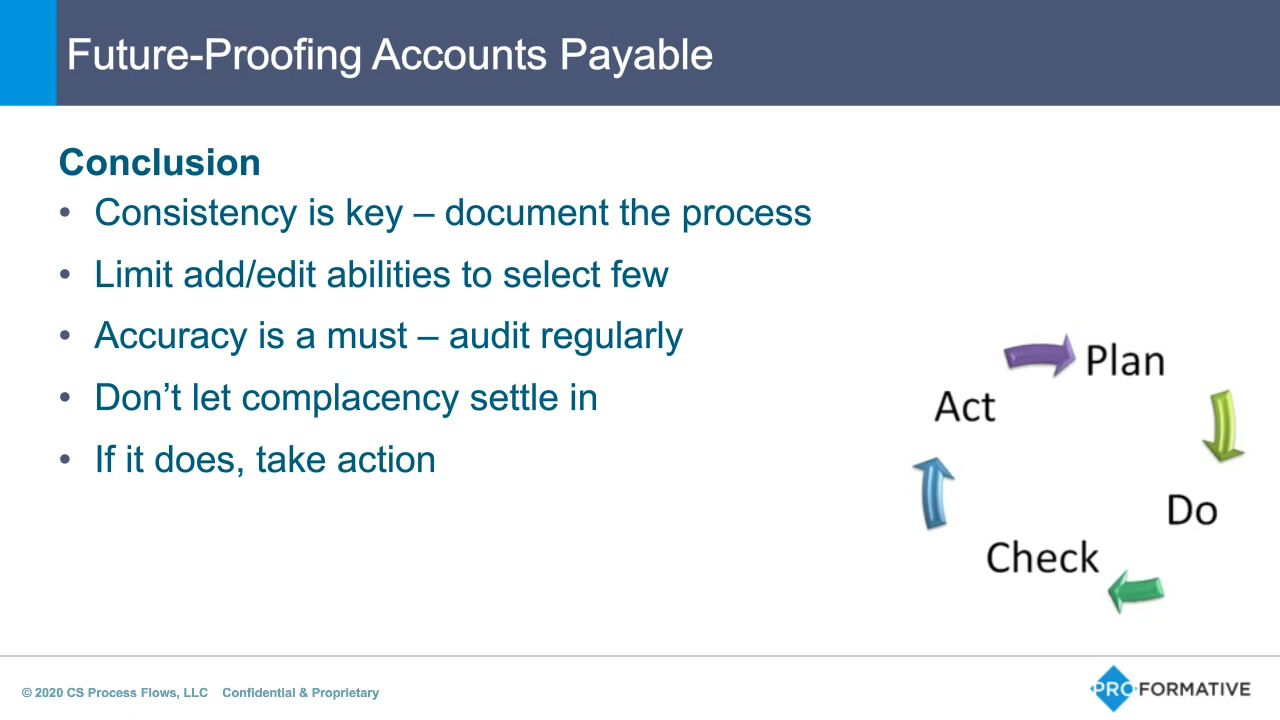 Future-Proofing Accounts Payable
Conclusion
• Consistency is key – document the process
• Limit add/edit abilities to select few
• Accuracy is a must – audit regularly
• Don’t let complacency settle in
• If it does, take action
Plan
Act
Do
Check
© 2020 CS Process Flows, LLC Confidential & Proprietary
PROFORMATIVE